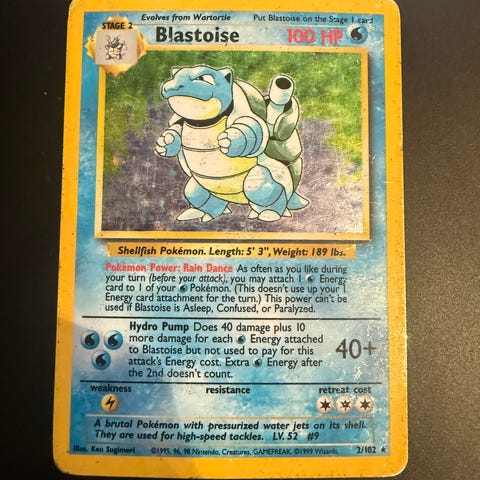 Evolves from Wartortle Put Blastoise on the Stage 1 card
STAGE 2 Blastoise 100 HP
Shellfish Pokémon. Length: 5' 3", Weight: 189 lbs.
Pokémon Power: Rain Dance As often as you like during
your turn (before your attack), you may attach 1 Energy
card to 1 of your Pokémon. (This doesn't use up your 1
Energy card attachment for the turn.) This power can't be
used if Blastoise is Asleep, Confused, or Paralyzed.
Hydro Pump Does 40 damage plus 10
more damage for each Energy attached
to Blastoise but not used to pay for this
attack's Energy cost. Extra Energy after
the 2nd doesn't count.
40+
weakness resistance retreat cost
A brutal Pokémon with pressurized water jets on its shell.
They are used for high-speed tackles. LV. 52 #9
Illus. Ken Sugimori ©1995, 96, 98 Nintendo, Creatures, GAMEFREAK. ©1999 Wizards. 2/102 ★